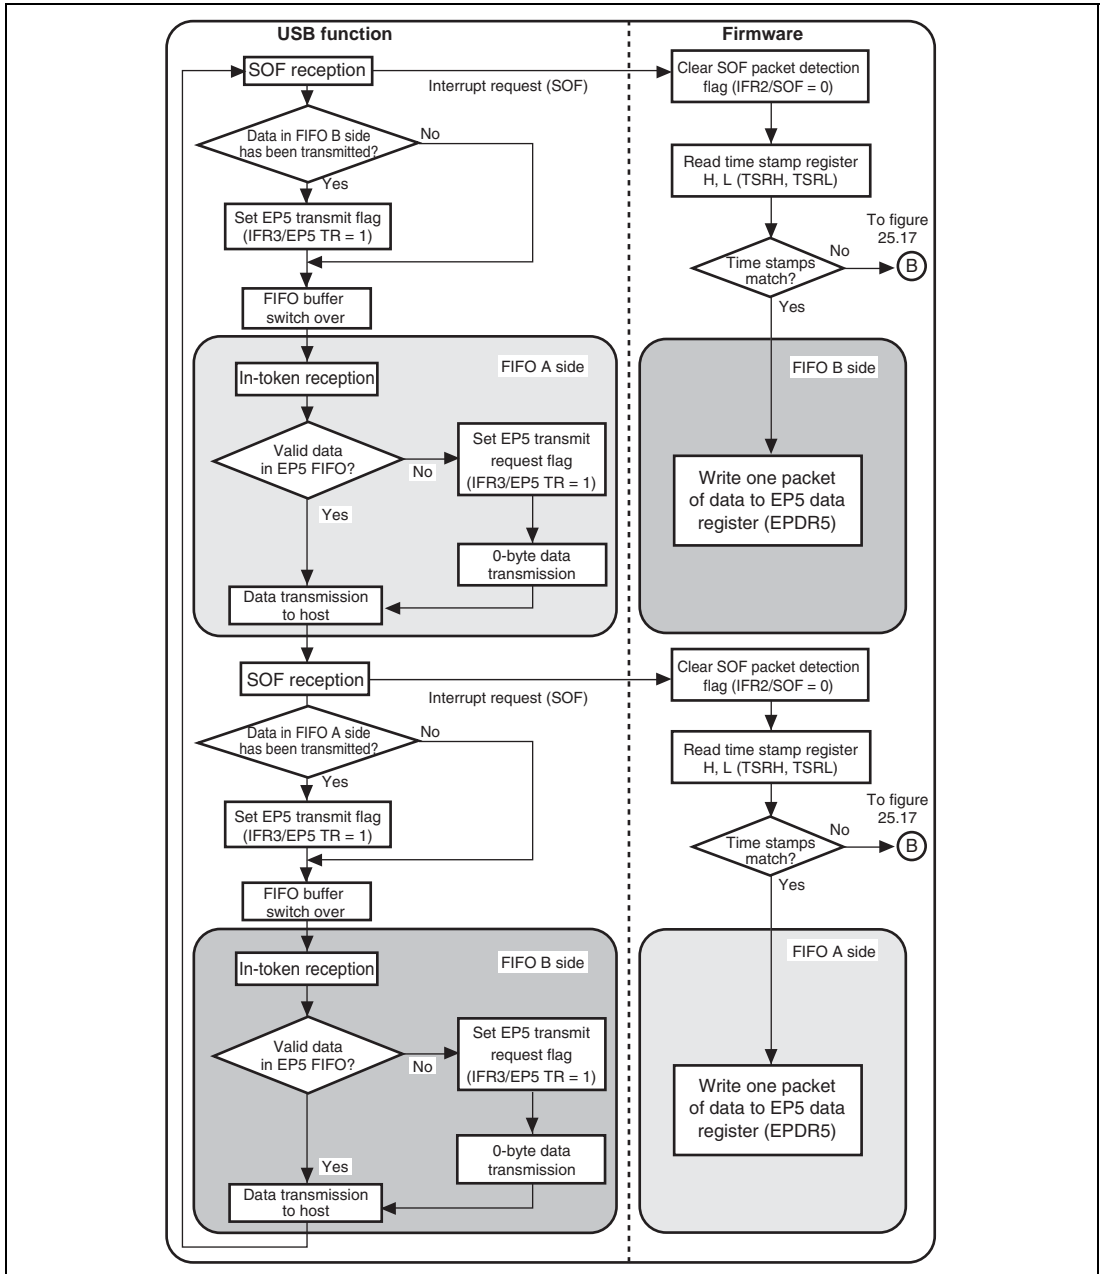 USB function
Firmware
SOF reception
Interrupt request (SOF)
Clear SOF packet detection
flag (IFR2/SOF = 0)
Data in FIFO B side
has been transmitted?
No
Yes
Read time stamp register
H, L (TSRH, TSRL)
Set EP5 transmit flag
(IFR3/EP5 TR = 1)
To figure
25.17
Time stamps
match?
No
B
Yes
FIFO buffer
switch over
FIFO A side
In-token reception
Valid data
in EP5 FIFO?
No
Yes
Set EP5 transmit
request flag
(IFR3/EP5 TR = 1)
0-byte data
transmission
Data transmission
to host
FIFO B side
Write one packet
of data to EP5 data
register (EPDR5)
SOF reception
Interrupt request (SOF)
Clear SOF packet detection
flag (IFR2/SOF = 0)
Data in FIFO A side
has been transmitted?
No
Yes
Read time stamp register
H, L (TSRH, TSRL)
Set EP5 transmit flag
(IFR3/EP5 TR = 1)
To figure
25.17
Time stamps
match?
No
B
Yes
FIFO buffer
switch over
FIFO B side
In-token reception
Valid data
in EP5 FIFO?
No
Yes
Set EP5 transmit
request flag
(IFR3/EP5 TR = 1)
0-byte data
transmission
Data transmission
to host
FIFO A side
Write one packet
of data to EP5 data
register (EPDR5)